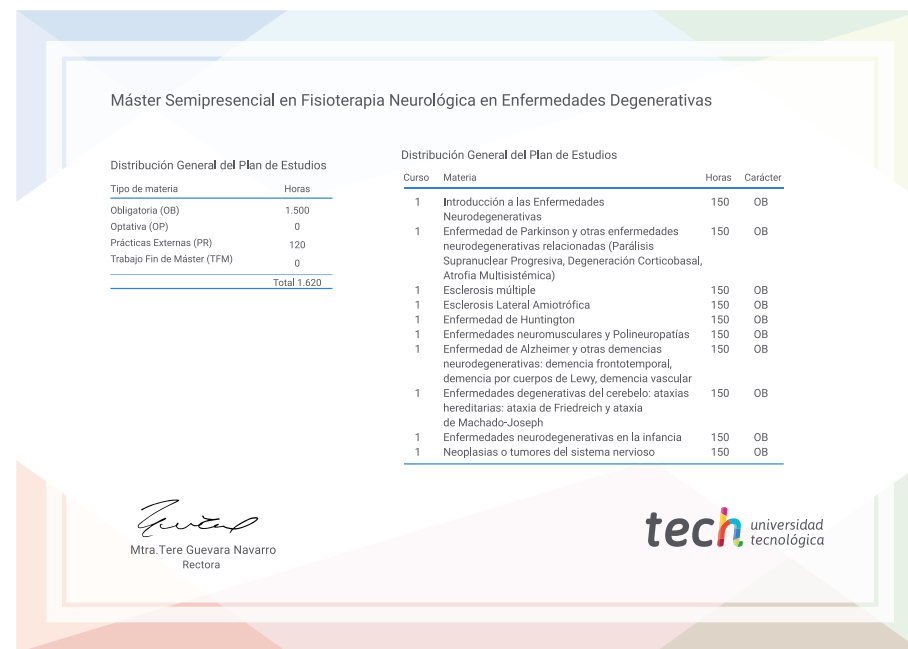 Máster Semipresencial en Fisioterapia Neurológica en Enfermedades Degenerativas
Distribución General del Plan de Estudios
Tipo de materia Horas
Obligatoria (OB) 1.500
Optativa (OP) 0
Prácticas Externas (PR) 120
Trabajo Fin de Máster (TFM) 0
Total 1.620
Distribución General del Plan de Estudios
Curso Materia Horas Carácter
1 Introducción a las Enfermedades 150 OB
Neurodegenerativas
1 Enfermedad de Parkinson y otras enfermedades 150 OB
neurodegenerativas relacionadas (Parálisis
Supranuclear Progresiva, Degeneración Corticobasal,
Atrofia Multisistémica)
1 Esclerosis múltiple 150 OB
1 Esclerosis Lateral Amiotrófica 150 OB
1 Enfermedad de Huntington 150 OB
1 Enfermedades neuromusculares y Polineuropatías 150 OB
1 Enfermedad de Alzheimer y otras demencias 150 OB
neurodegenerativas: demencia frontotemporal,
demencia por cuerpos de Lewy, demencia vascular
1 Enfermedades degenerativas del cerebelo: ataxias 150 OB
hereditarias: ataxia de Friedreich y ataxia
de Machado-Joseph
1 Enfermedades neurodegenerativas en la infancia 150 OB
1 Neoplasias o tumores del sistema nervioso 150 OB
Mtra.Tere Guevara Navarro
Rectora
tech universidad
tecnológica